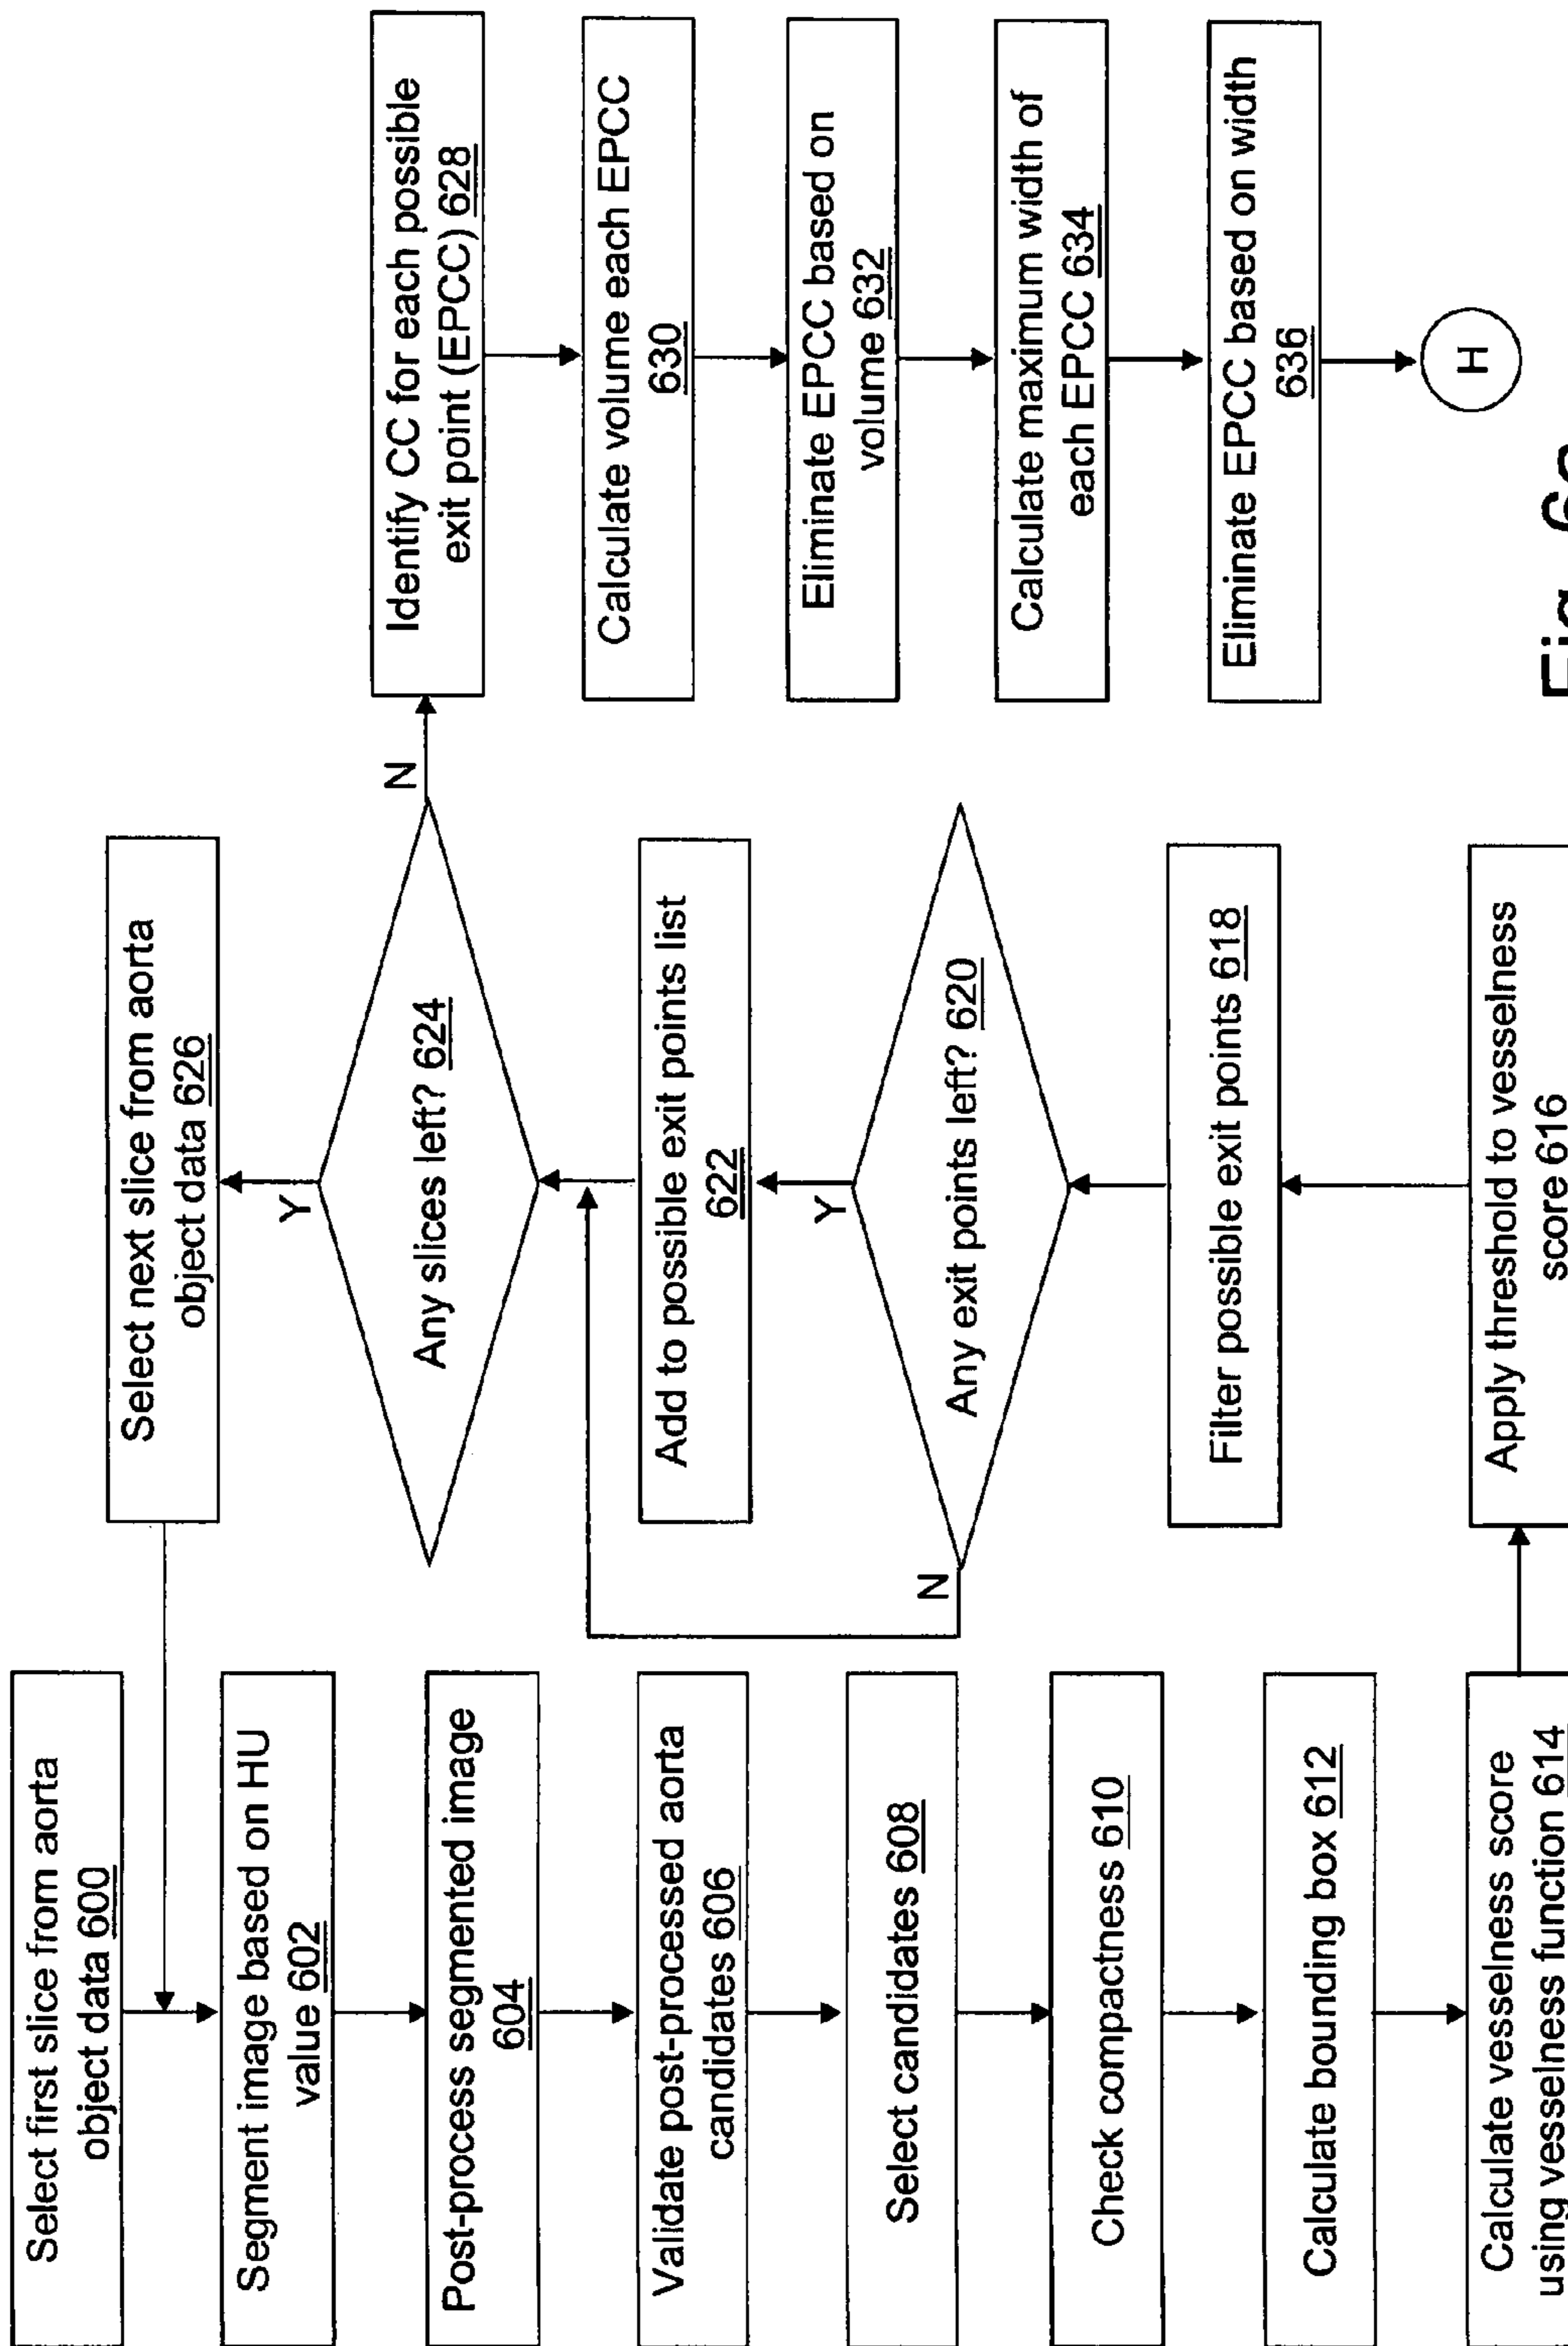 Select first slice from aorta
object data 600
Segment image based on HU
value 602
Post-process segmented image
604
Validate post-processed aorta
candidates 606
Select candidates 608
Check compactness 610
Calculate bounding box 612
Calculate vesselness score
using vesselness function 614
Apply threshold to vesselness
score 616
Filter possible exit points 618
Any exit points left? 620
Y
N
Add to possible exit points list
622
Any slices left? 624
Y
N
Select next slice from aorta
object data 626
Identify CC for each possible
exit point (EPCC) 628
Calculate volume each EPCC
630
Eliminate EPCC based on
volume 632
Calculate maximum width of
each EPCC 634
Eliminate EPCC based on width
636
H
Fig.